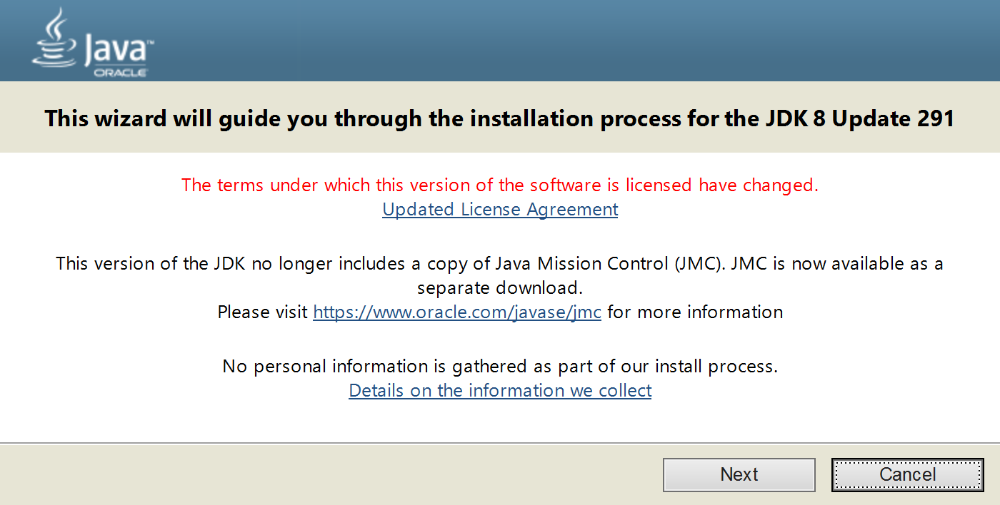 Java™
ORACLE
This wizard will guide you through the installation process for the JDK 8 Update 291
The terms under which this version of the software is licensed have changed.
Updated License Agreement
This version of the JDK no longer includes a copy of Java Mission Control (JMC). JMC is now available as a
separate download.
Please visit https://www.oracle.com/javase/jmc for more information
No personal information is gathered as part of our install process.
Details on the information we collect
Next Cancel